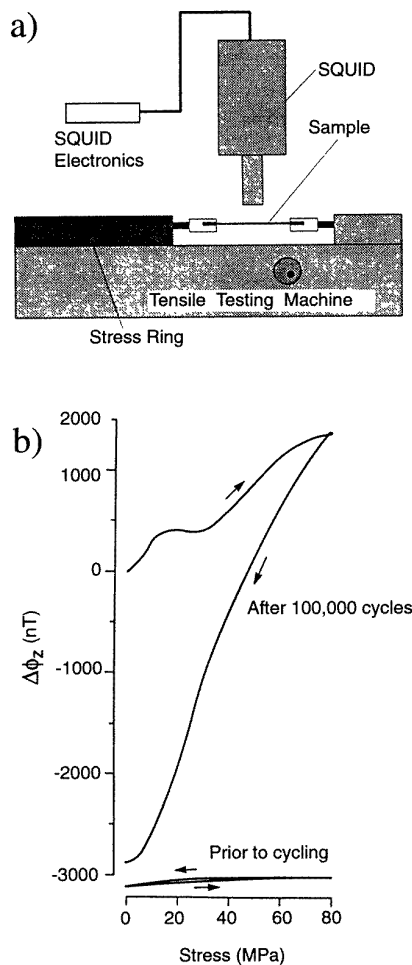 a)
SQUID
Sample
SQUID
Electronics
Tensile Testing Machine
Stress Ring
b)
2000
1000
0
-1000
-2000
-3000
ΔϕZ (nT)
After 100,000 cycles
Prior to cycling
0 20 40 60 80
Stress (MPa)